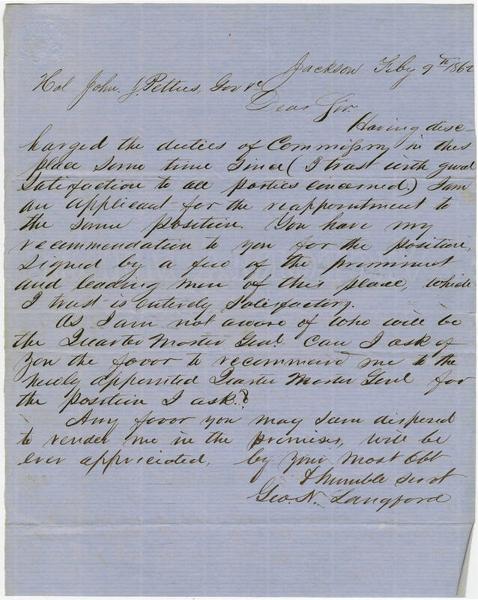 Jackson Feby 9th 1862
Hol John. J. Pettus, Govr
Dear Sir.
Having disc-
harged the duties of Commissry in this
place some time since (I trust with good
Satisfaction to all parties concerned) I am
an applicant for the reappointment to
the same position. You have my
recommendation to you for the position,
signed by a few of the prominent
and leading men of this place, which
I trust is entirely satisfactory.
As I am not aware of who will be
the Quarter Master Genl Can I ask of
you the favor to recommend me to the
newly appointed Quarter Master Genl for
the position I ask?
Any favor you may I am disposed
to render me in the premises, will be
ever appriciated, by your most Obt
& humble servt
Geo. N. Langford